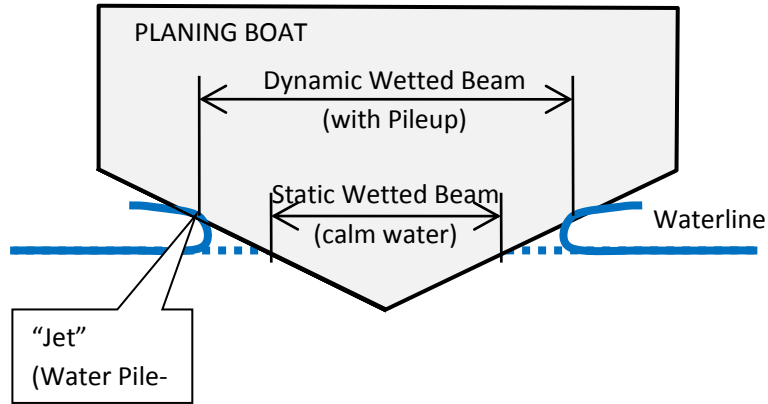 PLANING BOAT
Dynamic Wetted Beam
(with Pileup)
Static Wetted Beam
(calm water)
Waterline
“Jet”
(Water Pile-